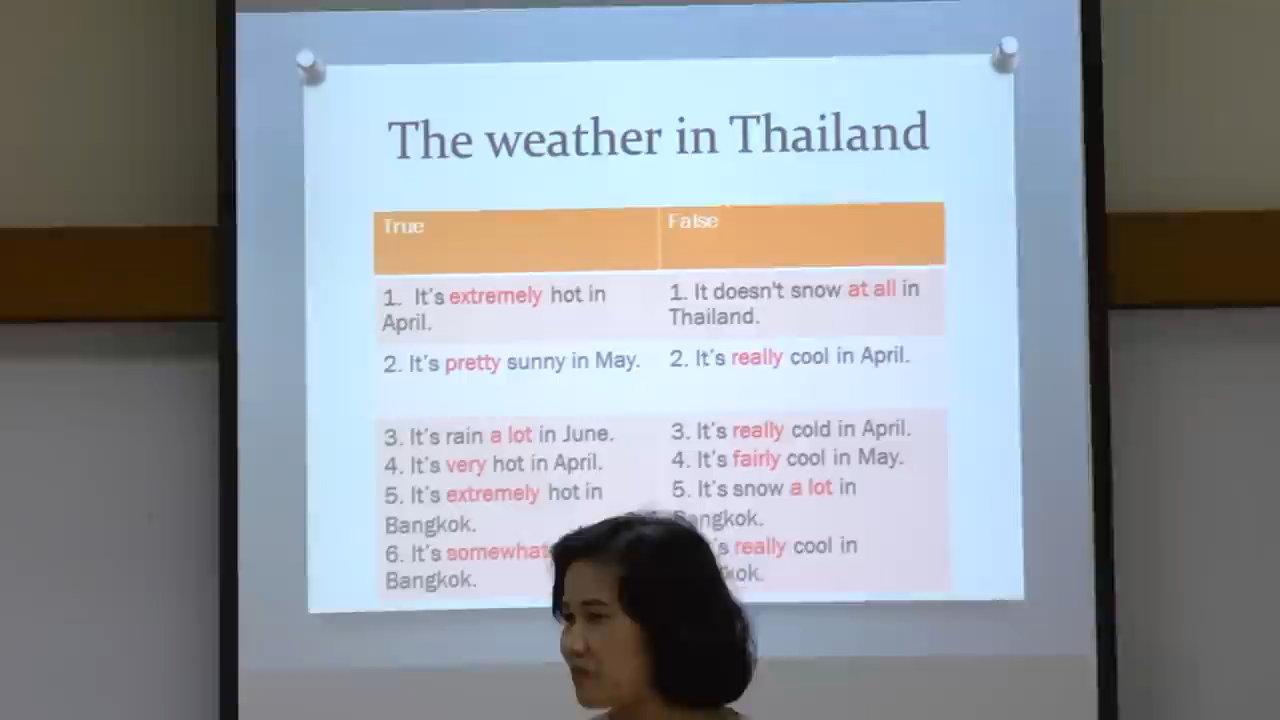 The weather in Thailand
True
False
1. It's extremely hot in
April.
1. It doesn't snow at all in
Thailand.
2. It's pretty sunny in May.
2. It's really cool in April.
3. It's rain a lot in June.
4. It's very hot in April.
5. It's extremely hot in
Bangkok.
6. It's somewhat
Bangkok.
3. It's really cold in April.
4. It's fairly cool in May.
5. It's snow a lot in
Bangkok.
's really cool in
kok.